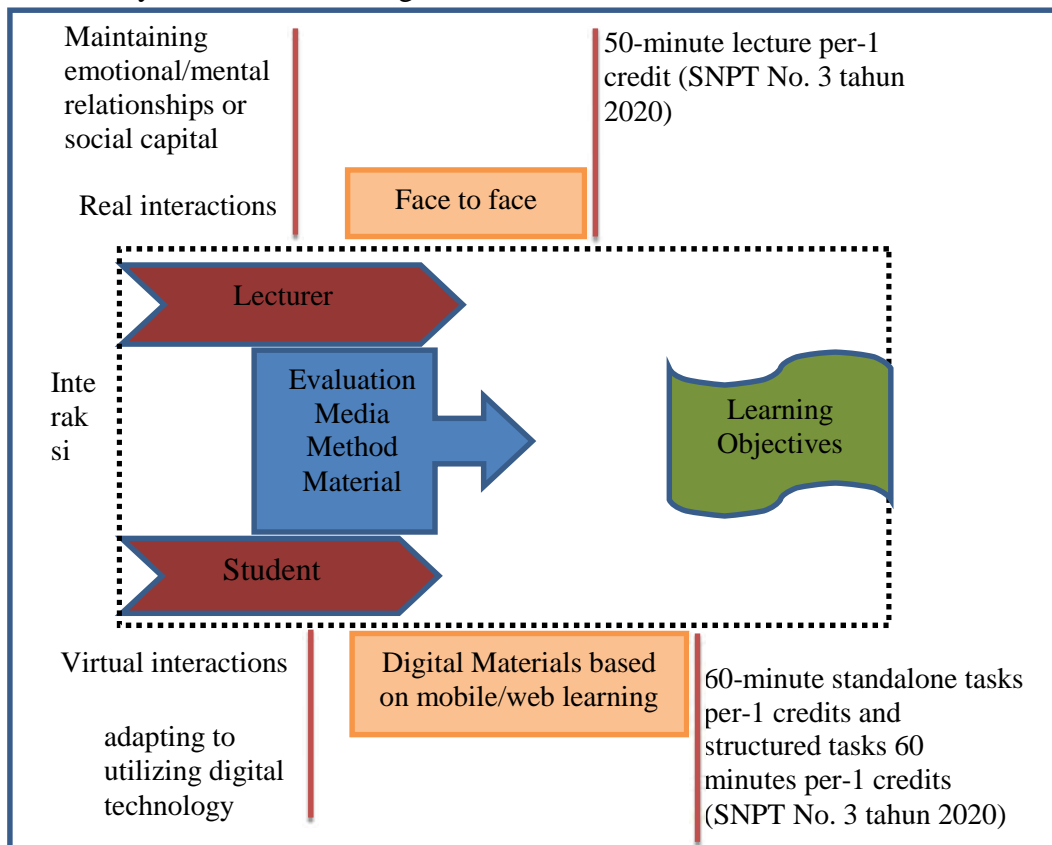 Maintaining
emotional/mental
relationships or
social capital
50-minute lecture per-1
credit (SNPT No. 3 tahun
2020)
Real interactions
Face to face
Lecturer
Inte
rak
si
Evaluation
Media
Method
Material
Learning
Objectives
Student
Virtual interactions
adapting to
utilizing digital
technology
Digital Materials based
on mobile/web learning
60-minute standalone tasks
per-1 credits and
structured tasks 60
minutes per-1 credits
(SNPT No. 3 tahun 2020)